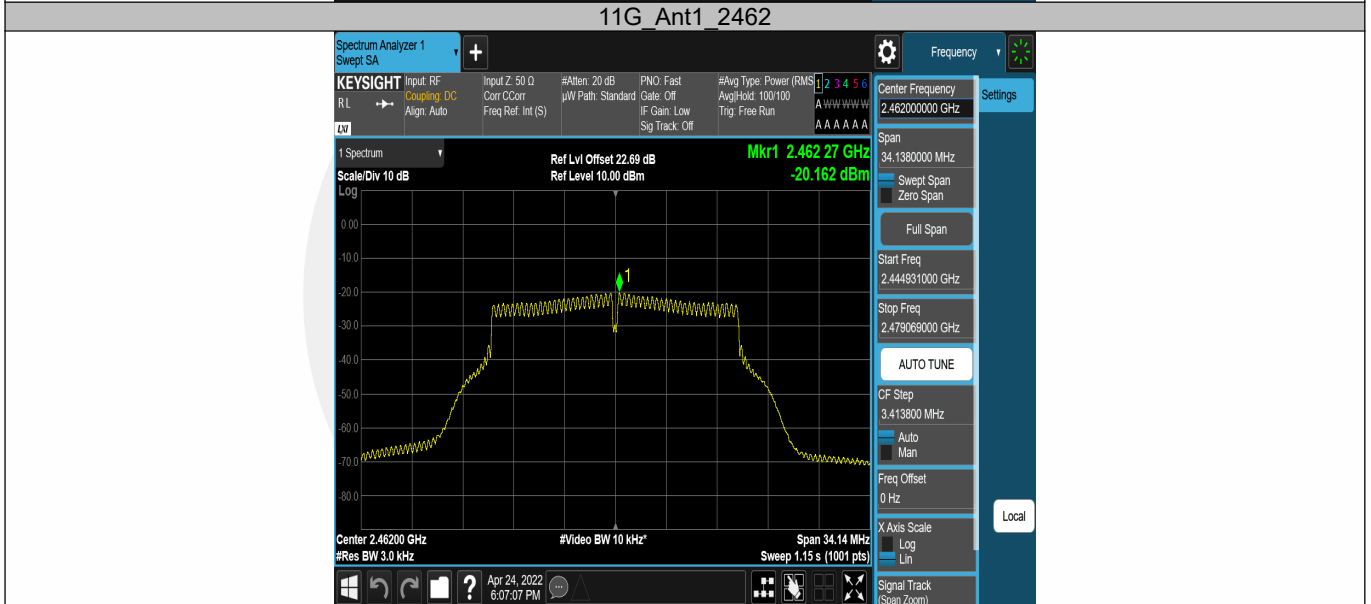 11G_Ant1_2462
Spectrum Analyzer 1
Swept SA
+
Frequency
KEYSIGHT
R L
LXI
Input: RF
Coupling: DC
Align: Auto
Input Z: 50 Ω
Corr CCorr
Freq Ref: Int (S)
#Atten: 20 dB
µW Path: Standard
PNO: Fast
Gate: Off
IF Gain: Low
Sig Track: Off
#Avg Type: Power (RMS
Avg|Hold: 100/100
Trig: Free Run
1 2 3 4 5 6
A W W W W W
A A A A A A
1 Spectrum
Scale/Div 10 dB
Log
Ref Lvl Offset 22.69 dB
Ref Level 10.00 dBm
Mkr1 2.462 27 GHz
-20.162 dBm
0.00
-10.0
-20.0
-30.0
-40.0
-50.0
-60.0
-70.0
-80.0
1
Center 2.46200 GHz
#Res BW 3.0 kHz
#Video BW 10 kHz*
Span 34.14 MHz
Sweep 1.15 s (1001 pts)
?
Apr 24, 2022
6:07:07 PM
Center Frequency
2.462000000 GHz
Span
34.1380000 MHz
Swept Span
Zero Span
Full Span
Start Freq
2.444931000 GHz
Stop Freq
2.479069000 GHz
AUTO TUNE
CF Step
3.413800 MHz
Auto
Man
Freq Offset
0 Hz
X Axis Scale
Log
Lin
Signal Track
(Span Zoom)
Settings
Local